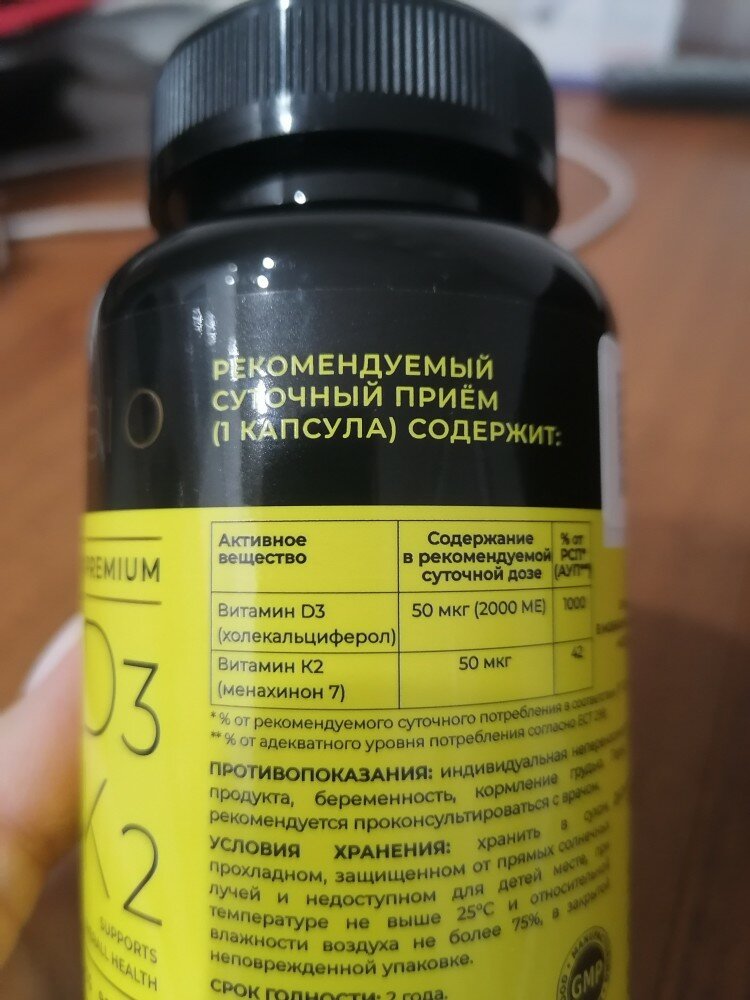 РЕКОМЕНДУЕМЫЙ
СУТОЧНЫЙ ПРИЁМ
(1 КАПСУЛА) СОДЕРЖИТ:
PREMIUM
D3
K2
SUPPORTS
HEALTH
Активное вещество
Содержание в рекомендуемой суточной дозе
% от РСП* (АУП**)
Витамин D3 (холекальциферол)
50 мкг (2000 МЕ)
1000
Витамин К2 (менахинон 7)
50 мкг
42
* % от рекомендуемого суточного потребления в
** % от адекватного уровня потребления согласно ЕСТ
ПРОТИВОПОКАЗАНИЯ: индивидуальная
продукта, беременность, кормление грудью.
рекомендуется проконсультироваться с врачом.
УСЛОВИЯ ХРАНЕНИЯ: хранить в сухом,
прохладном, защищенном от прямых солнечных
лучей и недоступном для детей месте, при
температуре не выше 25°С и относительной
влажности воздуха не более 75%, в закрытой
неповрежденной упаковке.
СРОК ГОДНОСТИ: 2 года.
GMP